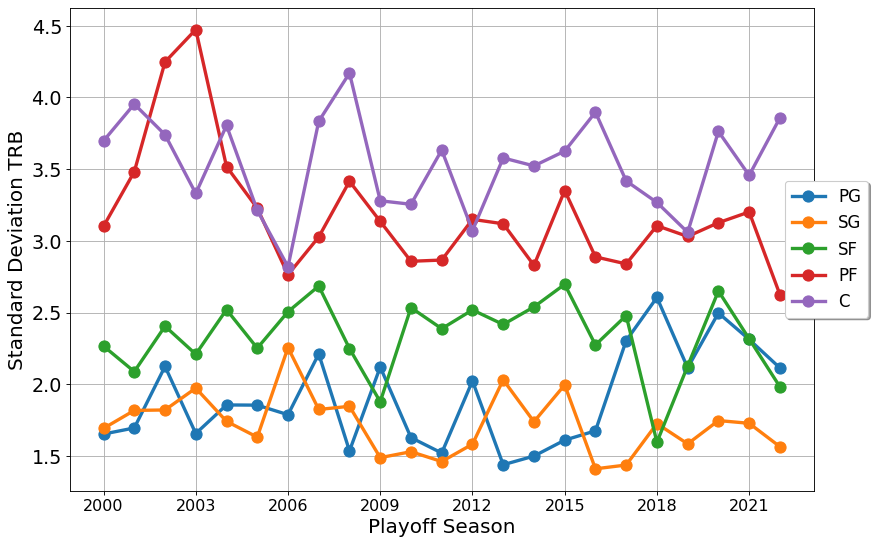 Standard Deviation TRB
4.5
4.0
3.5
3.0
2.5
2.0
1.5
PG
SG
SF
PF
C
2000 2003 2006 2009 2012 2015 2018 2021
Playoff Season